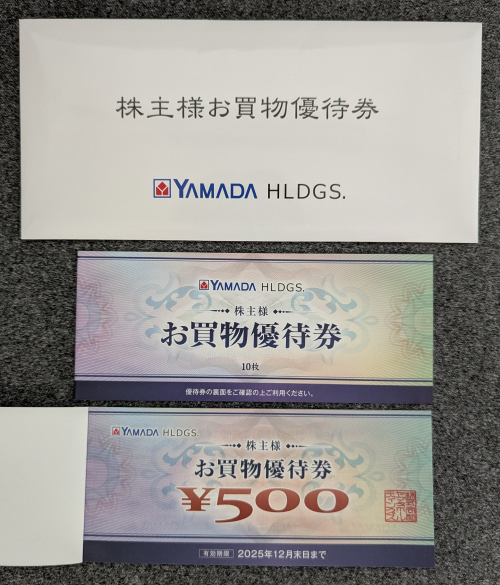 株主様お買物優待券
YAMADA HLDGS.
YAMADA HLDGS.
株主様
お買物優待券
10枚
優待券の裏面をご確認の上ご利用ください。
YAMADA HLDGS.
株主様
お買物優待券
¥500
有効期限 2025年12月末日まで